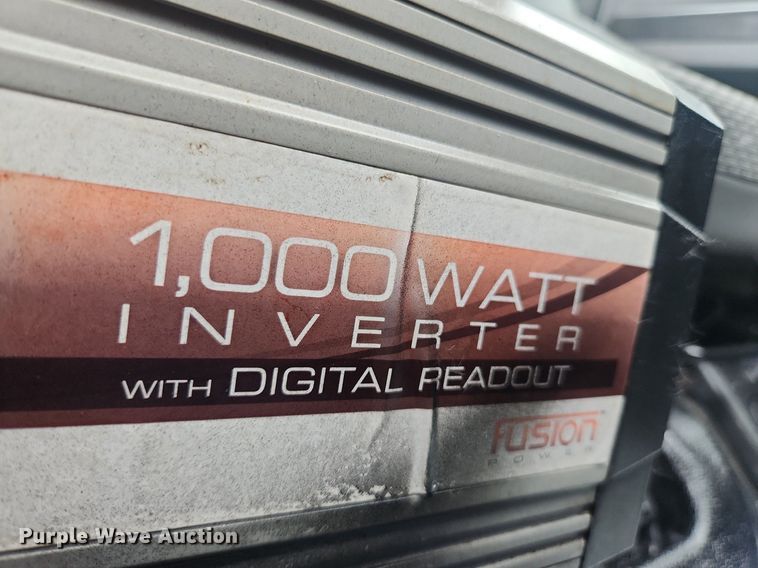 1,000 WATT
INVERTER
WITH DIGITAL READOUT
fusion
POWER
Purple Wave Auction